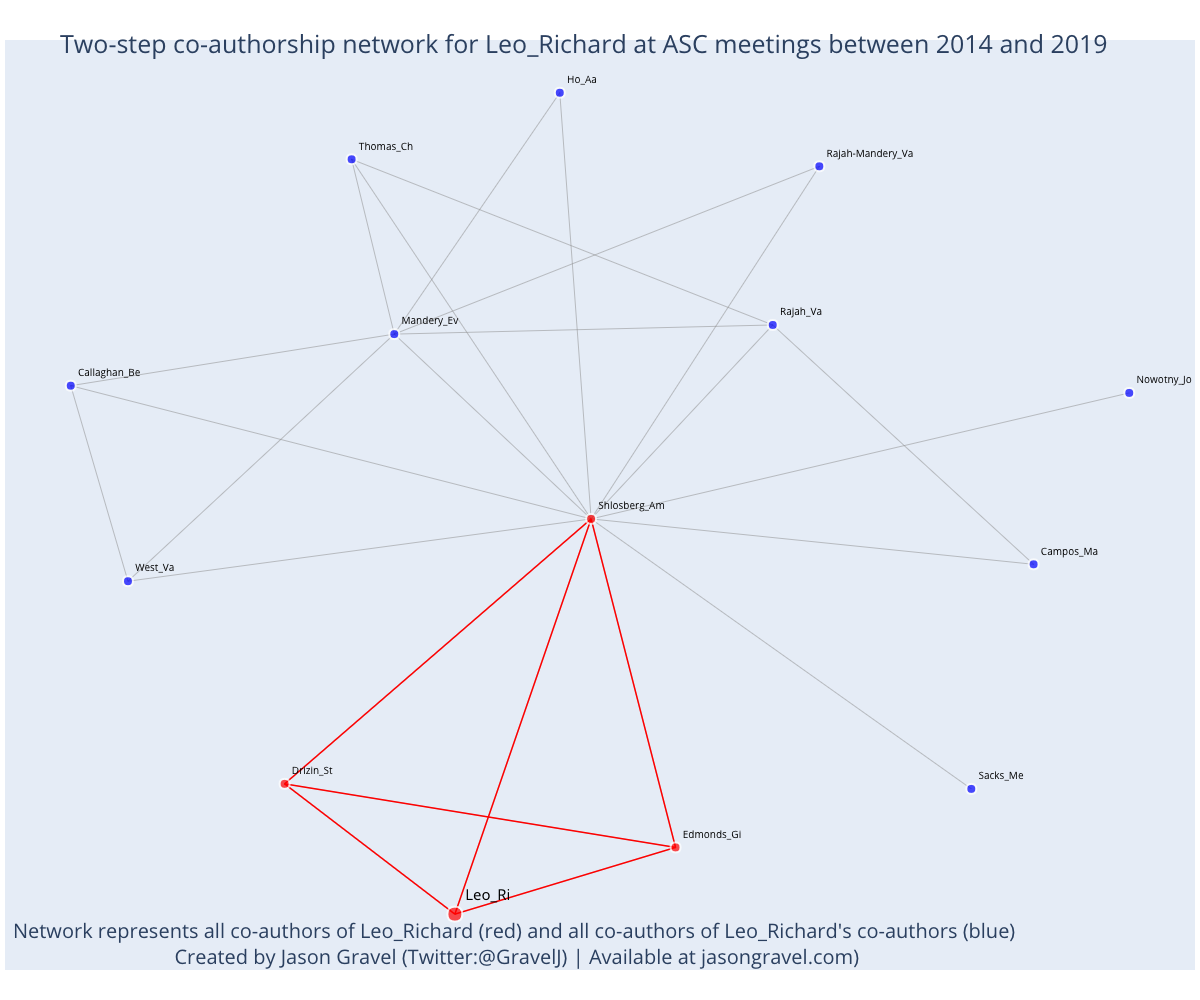 Two-step co-authorship network for Leo_Richard at ASC meetings between 2014 and 2019
Ho_Aa
Thomas_Ch
Rajah-Mandery_Va
Rajah_Va
Mandery_Ev
Callaghan_Be
Nowotny_Jo
Shlosberg_Am
Campos_Ma
West_Va
Drizin_St
Sacks_Me
Edmonds_Gi
Leo_Ri
Network represents all co-authors of Leo_Richard (red) and all co-authors of Leo_Richard's co-authors (blue)
Created by Jason Gravel (Twitter:@GravelJ) | Available at jasongravel.com)